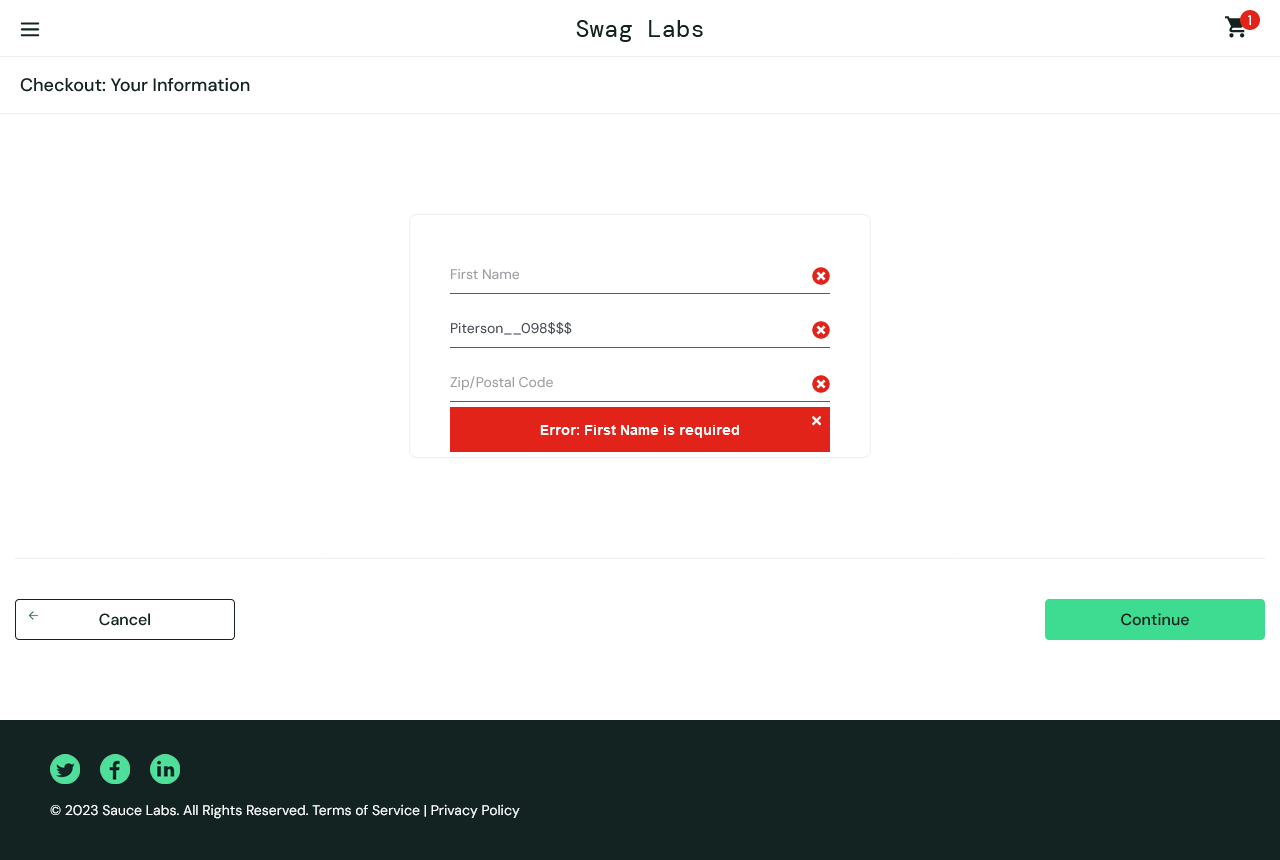 Swag Labs
1
Checkout: Your Information
First Name
Piterson__098$$$
Zip/Postal Code
Error: First Name is required
Cancel
Continue
© 2023 Sauce Labs. All Rights Reserved. Terms of Service | Privacy Policy